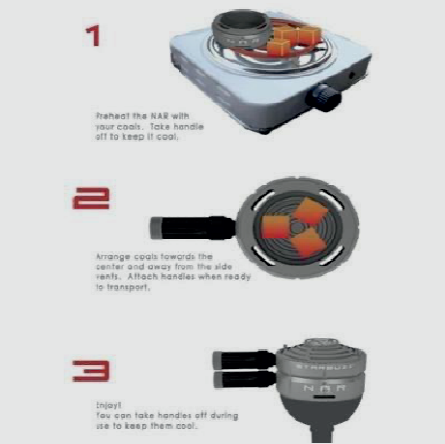 1
NAR
Preheat the NAR with
your coals. Take handle
off to keep it cool.
2
Arrange coals towards the
center and away from the side
vents. Attach handles when ready
to transport.
3
STARBUZZ
NAR
Enjoy!
You can take handles off during
use to keep them cool.